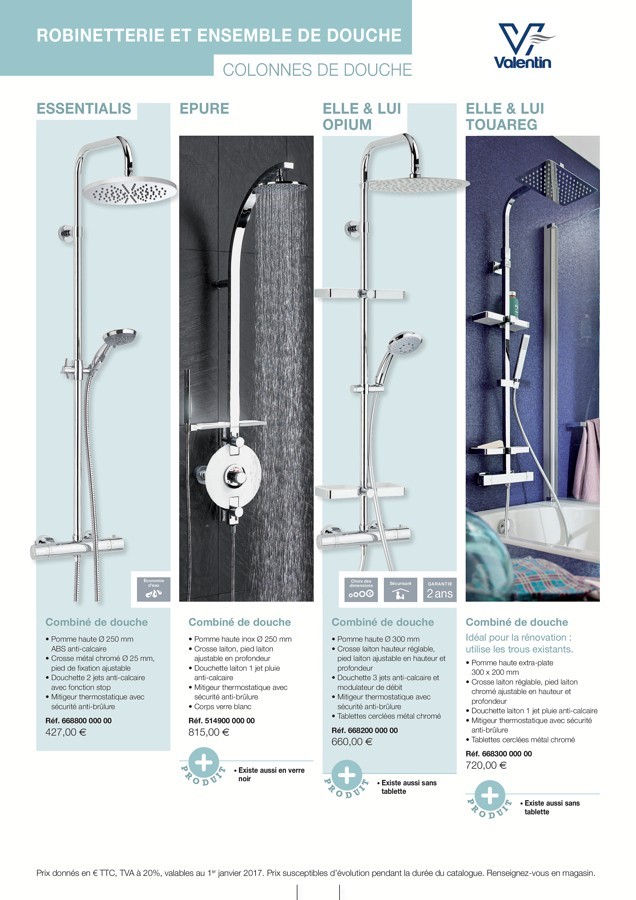 ROBINETTERIE ET ENSEMBLE DE DOUCHE
Valentin
COLONNES DE DOUCHE
ESSENTIALIS
EPURE
ELLE & LUI
OPIUM
ELLE & LUI
TOUAREG
Économie
d'eau
Choix des
dimensions
Sécurisant
GARANTIE
2 ans
Combiné de douche
• Pomme haute Ø 250 mm
ABS anti-calcaire
• Crosse métal chromé Ø 25 mm,
pied de fixation ajustable
• Douchette 2 jets anti-calcaire
avec fonction stop
• Mitigeur thermostatique avec
sécurité anti-brûlure
Réf. 668800 000 00
427,00 €
Combiné de douche
• Pomme haute inox Ø 250 mm
• Crosse laiton, pied laiton
ajustable en profondeur
• Douchette laiton 1 jet pluie
anti-calcaire
• Mitigeur thermostatique avec
sécurité anti-brûlure
• Corps verre blanc
Réf. 514900 000 00
815,00 €
PRODUIT
• Existe aussi en verre
noir
Combiné de douche
• Pomme haute Ø 300 mm
• Crosse laiton hauteur réglable,
pied laiton ajustable en hauteur et
profondeur
• Douchette 3 jets anti-calcaire et
modulateur de débit
• Mitigeur thermostatique avec
sécurité anti-brûlure
• Tablettes cerclées métal chromé
Réf. 668200 000 00
660,00 €
PRODUIT
• Existe aussi sans
tablette
Combiné de douche
Idéal pour la rénovation :
utilise les trous existants.
• Pomme haute extra-plate
300 x 200 mm
• Crosse laiton réglable, pied laiton
chromé ajustable en hauteur et
profondeur
• Douchette laiton 1 jet pluie anti-calcaire
• Mitigeur thermostatique avec sécurité
anti-brûlure
• Tablettes cerclées métal chromé
Réf. 668300 000 00
720,00 €
PRODUIT
• Existe aussi sans
tablette
Prix donnés en € TTC, TVA à 20%, valables au 1er janvier 2017. Prix susceptibles d'évolution pendant la durée du catalogue. Renseignez-vous en magasin.